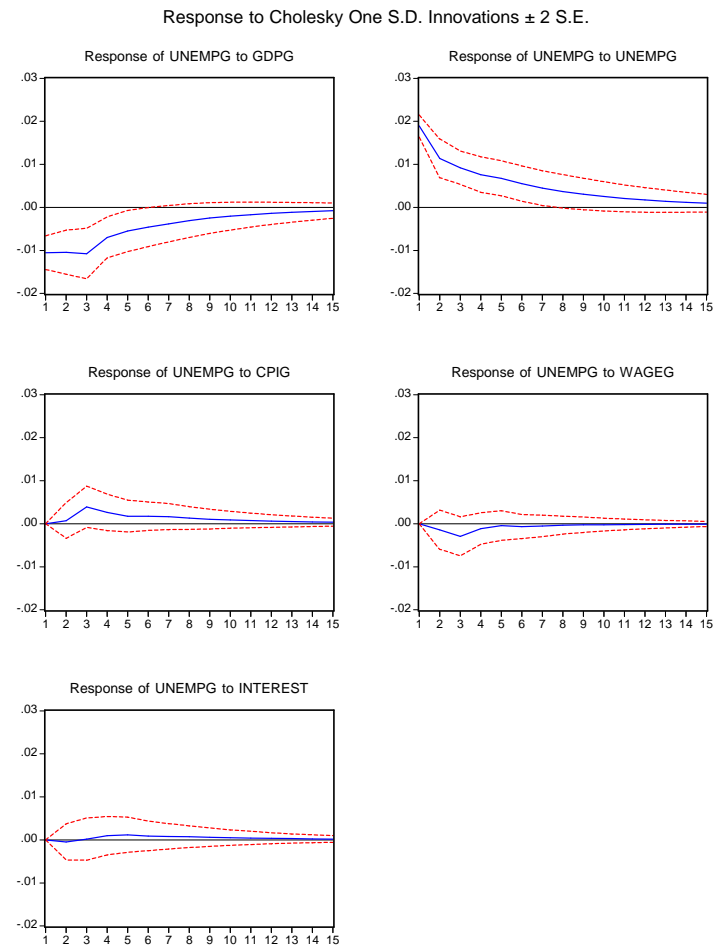 Response to Cholesky One S.D. Innovations ± 2 S.E.
Response of UNEMPG to GDPG
.03
.02
.01
.00
-.01
-.02
1 2 3 4 5 6 7 8 9 10 11 12 13 14 15
Response of UNEMPG to UNEMPG
.03
.02
.01
.00
-.01
-.02
1 2 3 4 5 6 7 8 9 10 11 12 13 14 15
Response of UNEMPG to CPIG
.03
.02
.01
.00
-.01
-.02
1 2 3 4 5 6 7 8 9 10 11 12 13 14 15
Response of UNEMPG to WAGEG
.03
.02
.01
.00
-.01
-.02
1 2 3 4 5 6 7 8 9 10 11 12 13 14 15
Response of UNEMPG to INTEREST
.03
.02
.01
.00
-.01
-.02
1 2 3 4 5 6 7 8 9 10 11 12 13 14 15